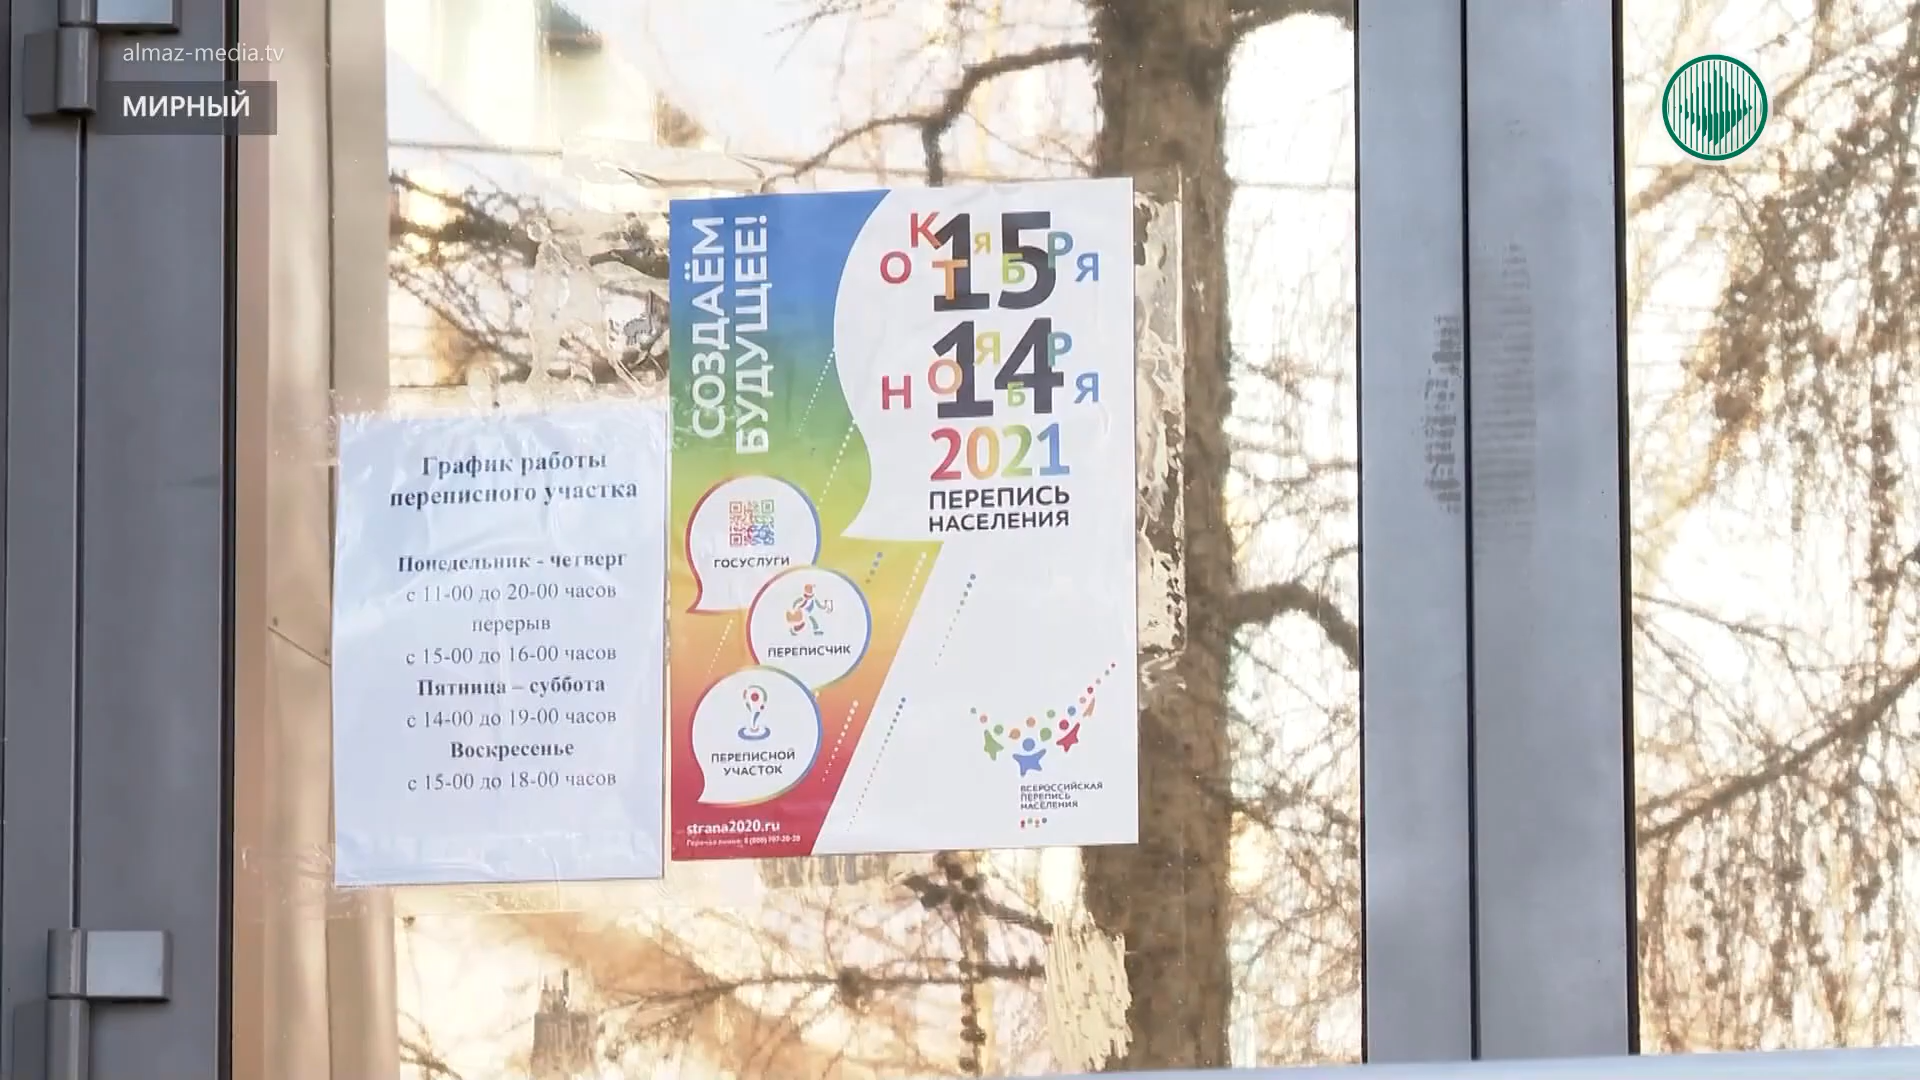 almaz-media.tv
МИРНЫЙ
График работы
переписного участка
Понедельник - четверг
с 11-00 до 20-00 часов
перерыв
с 15-00 до 16-00 часов
Пятница – суббота
с 14-00 до 19-00 часов
Воскресенье
с 15-00 до 18-00 часов
СОЗДАЁМ
БУДУЩЕЕ!
15 ОКТЯБРЯ
14 НОЯБРЯ
2021
ПЕРЕПИСЬ
НАСЕЛЕНИЯ
ГОСУСЛУГИ
ПЕРЕПИСЧИК
ПЕРЕПИСНОЙ
УЧАСТОК
strana2020.ru
Горячая линия:
ВСЕРОССИЙСКАЯ
ПЕРЕПИСЬ
НАСЕЛЕНИЯ